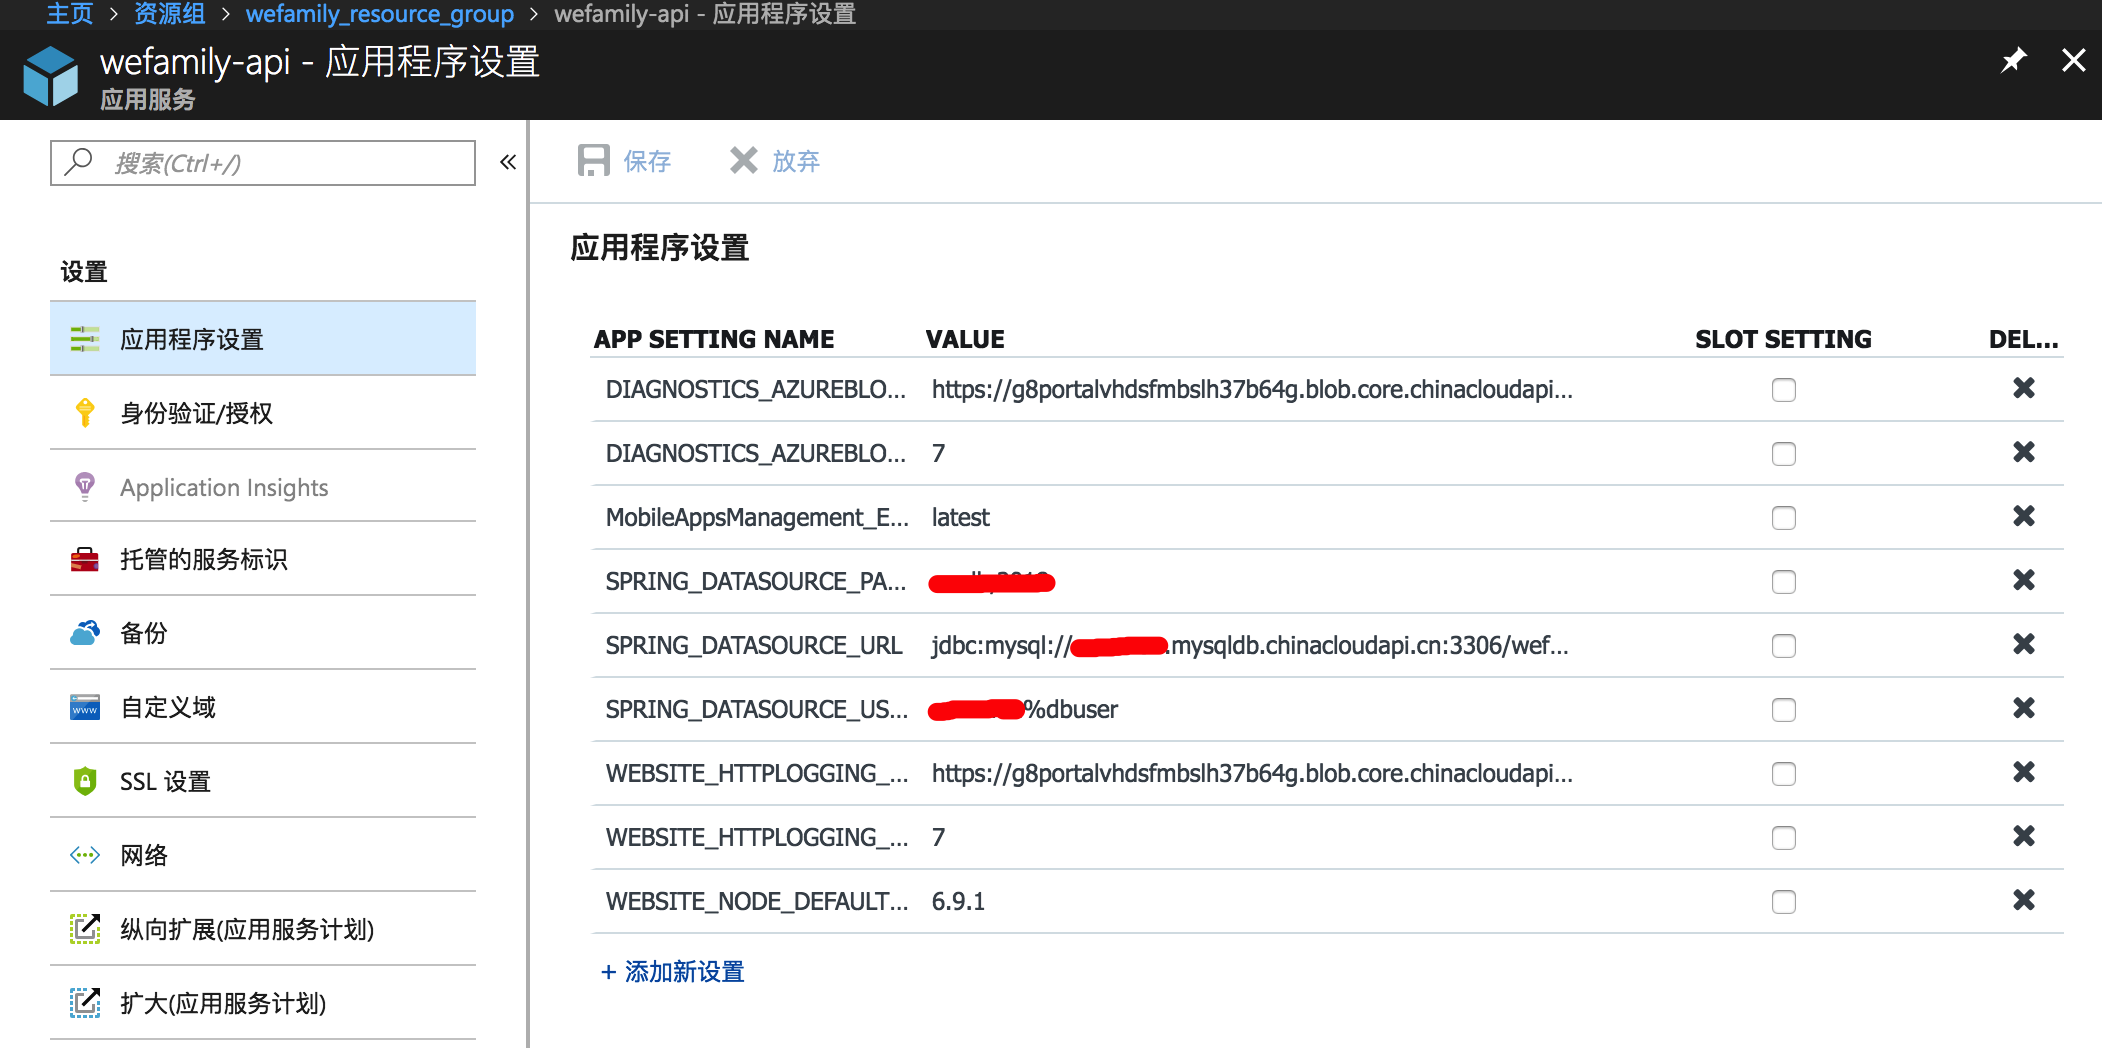 主页 > 资源组 > wefamily_resource_group > wefamily-api - 应用程序设置
wefamily-api - 应用程序设置
应用服务
搜索(Ctrl+/)
«
保存
放弃
设置
应用程序设置
身份验证/授权
Application Insights
托管的服务标识
备份
www
自定义域
SSL 设置
网络
纵向扩展(应用服务计划)
扩大(应用服务计划)
应用程序设置
APP SETTING NAME VALUE SLOT SETTING DEL...
DIAGNOSTICS_AZUREBLO... https://g8portalvhdsfmbslh37b64g.blob.core.chinacloudapi...
DIAGNOSTICS_AZUREBLO... 7
MobileAppsManagement_E... latest
SPRING_DATASOURCE_PA...
SPRING_DATASOURCE_URL jdbc:mysql:// .mysqldb.chinacloudapi.cn:3306/wef...
SPRING_DATASOURCE_US... %dbuser
WEBSITE_HTTPLOGGING_... https://g8portalvhdsfmbslh37b64g.blob.core.chinacloudapi...
WEBSITE_HTTPLOGGING_... 7
WEBSITE_NODE_DEFAULT... 6.9.1
+ 添加新设置